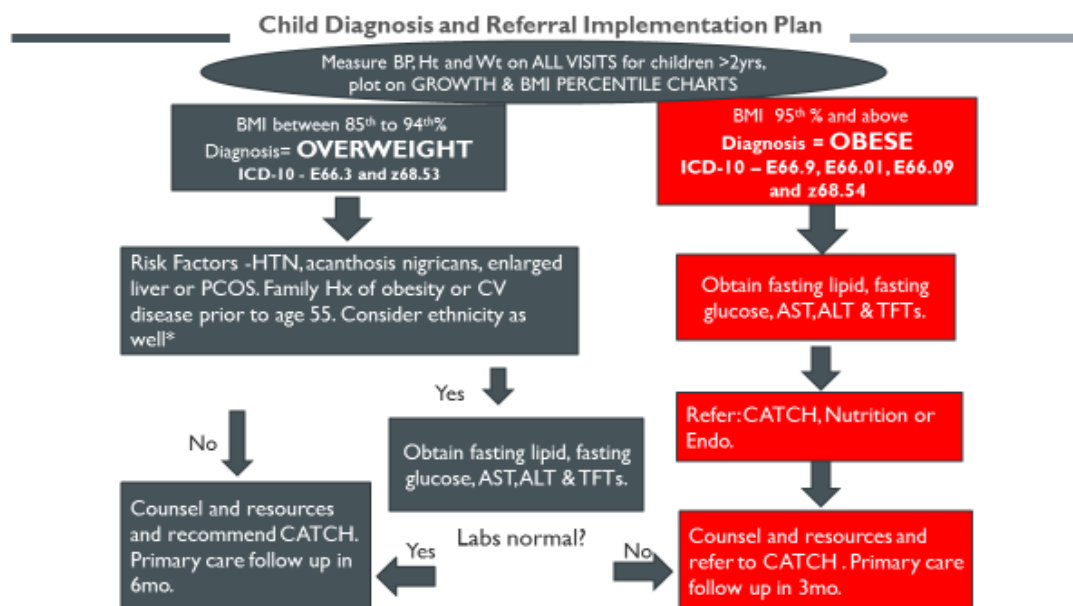 Child Diagnosis and Referral Implementation Plan
Measure BP, Ht and Wt on ALL VISITS for children >2yrs,
plot on GROWTH & BMI PERCENTILE CHARTS
BMI between 85th to 94th%
Diagnosis= OVERWEIGHT
ICD-10 - E66.3 and z68.53
BMI 95th % and above
Diagnosis = OBESE
ICD-10 – E66.9, E66.01, E66.09
and z68.54
Risk Factors -HTN, acanthosis nigricans, enlarged
liver or PCOS. Family Hx of obesity or CV
disease prior to age 55. Consider ethnicity as
well*
Obtain fasting lipid, fasting
glucose, AST, ALT & TFTs.
Yes
No
Obtain fasting lipid, fasting
glucose, AST, ALT & TFTs.
Refer: CATCH, Nutrition or
Endo.
Counsel and resources
and recommend CATCH.
Primary care follow up in
6mo.
Labs normal?
Yes
No
Counsel and resources and
refer to CATCH . Primary care
follow up in 3mo.